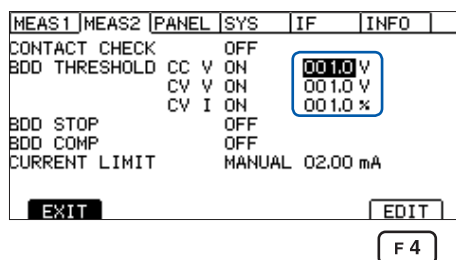 MEAS1 MEAS2 PANEL SYS IF INFO
CONTACT CHECK OFF
BDD THRESHOLD CC V ON 001.0 V
CV V ON 001.0 V
CV I ON 001.0 %
BDD STOP OFF
BDD COMP OFF
CURRENT LIMIT MANUAL 02.00 mA
EXIT EDIT
F 4